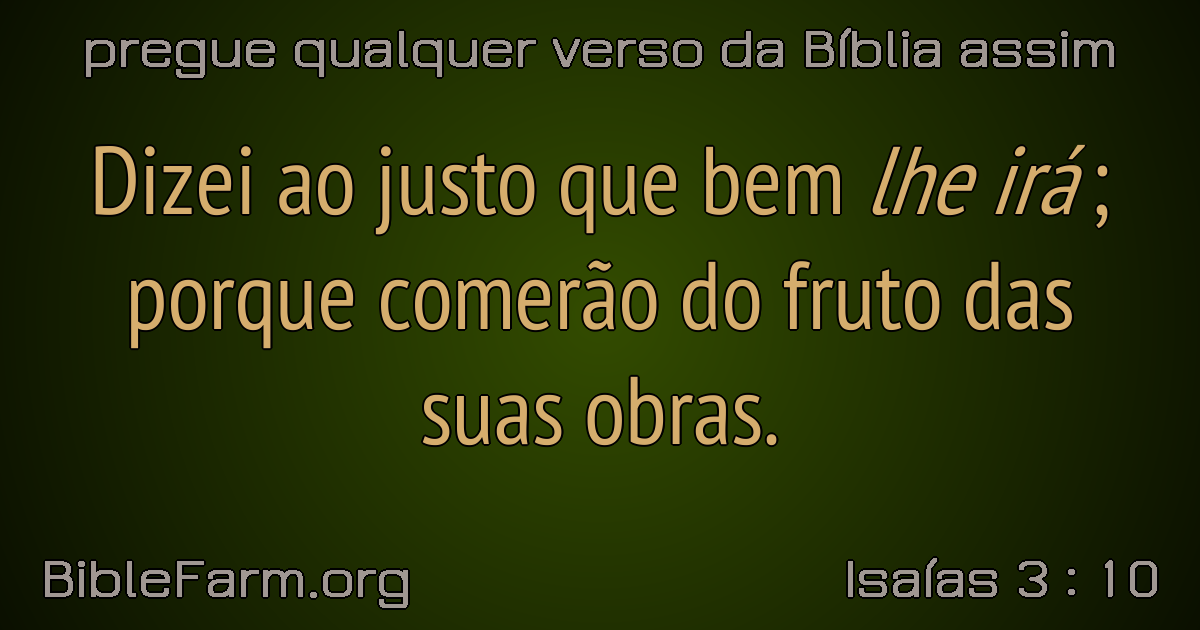 pregue qualquer verso da Bíblia assim
Dizei ao justo que bem lhe irá;
porque comerão do fruto das
suas obras.
BibleFarm.org
Isaías 3 : 10